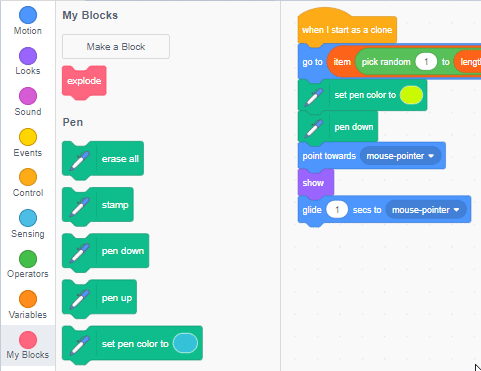 Motion
Looks
Sound
Events
Control
Sensing
Operators
Variables
My Blocks
My Blocks
Make a Block
explode
Pen
erase all
stamp
pen down
pen up
set pen color to
when I start as a clone
go to item pick random 1 to
set pen color to
pen down
point towards mouse-pointer
show
glide 1 secs to mouse-pointer